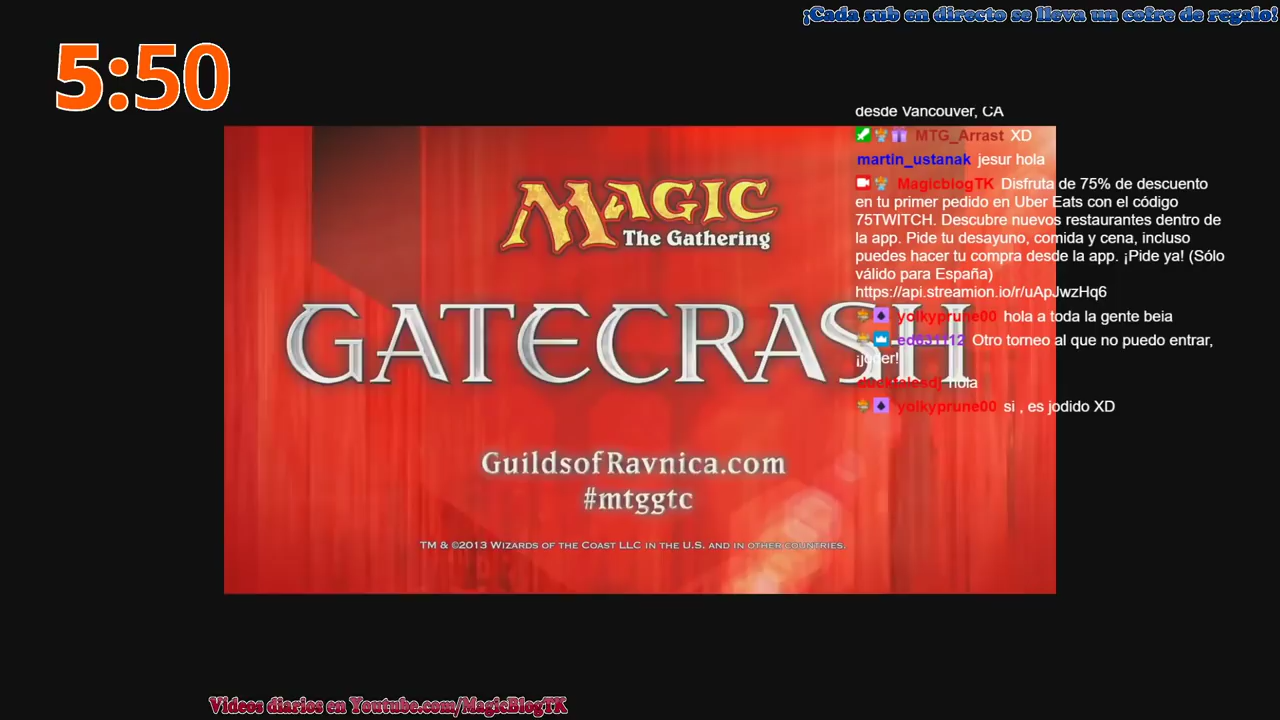 ¡Cada sub en directo se lleva un cofre de regalo!
5:50
desde Vancouver, CA
MTG_Arrast XD
martin_ustanak jesur hola
MagicblogTK Disfruta de 75% de descuento
en tu primer pedido en Uber Eats con el código
75TWITCH. Descubre nuevos restaurantes dentro de
la app. Pide tu desayuno, comida y cena, incluso
puedes hacer tu compra desde la app. ¡Pide ya! (Sólo
válido para España)
https://api.streamion.io/r/uApJwzHq6
yolkyprune00 hola a toda la gente beia
Otro torneo al que no puedo entrar,
¡joder!
hola
yolkyprune00 si , es jodido XD
MAGIC
The Gathering
GATECRASH
GuildsofRavnica.com
#mtggtc
TM & ©2013 Wizards of the Coast LLC in the U.S. and in other countries.
Videos diarios en Youtube.com/MagicBlogTK